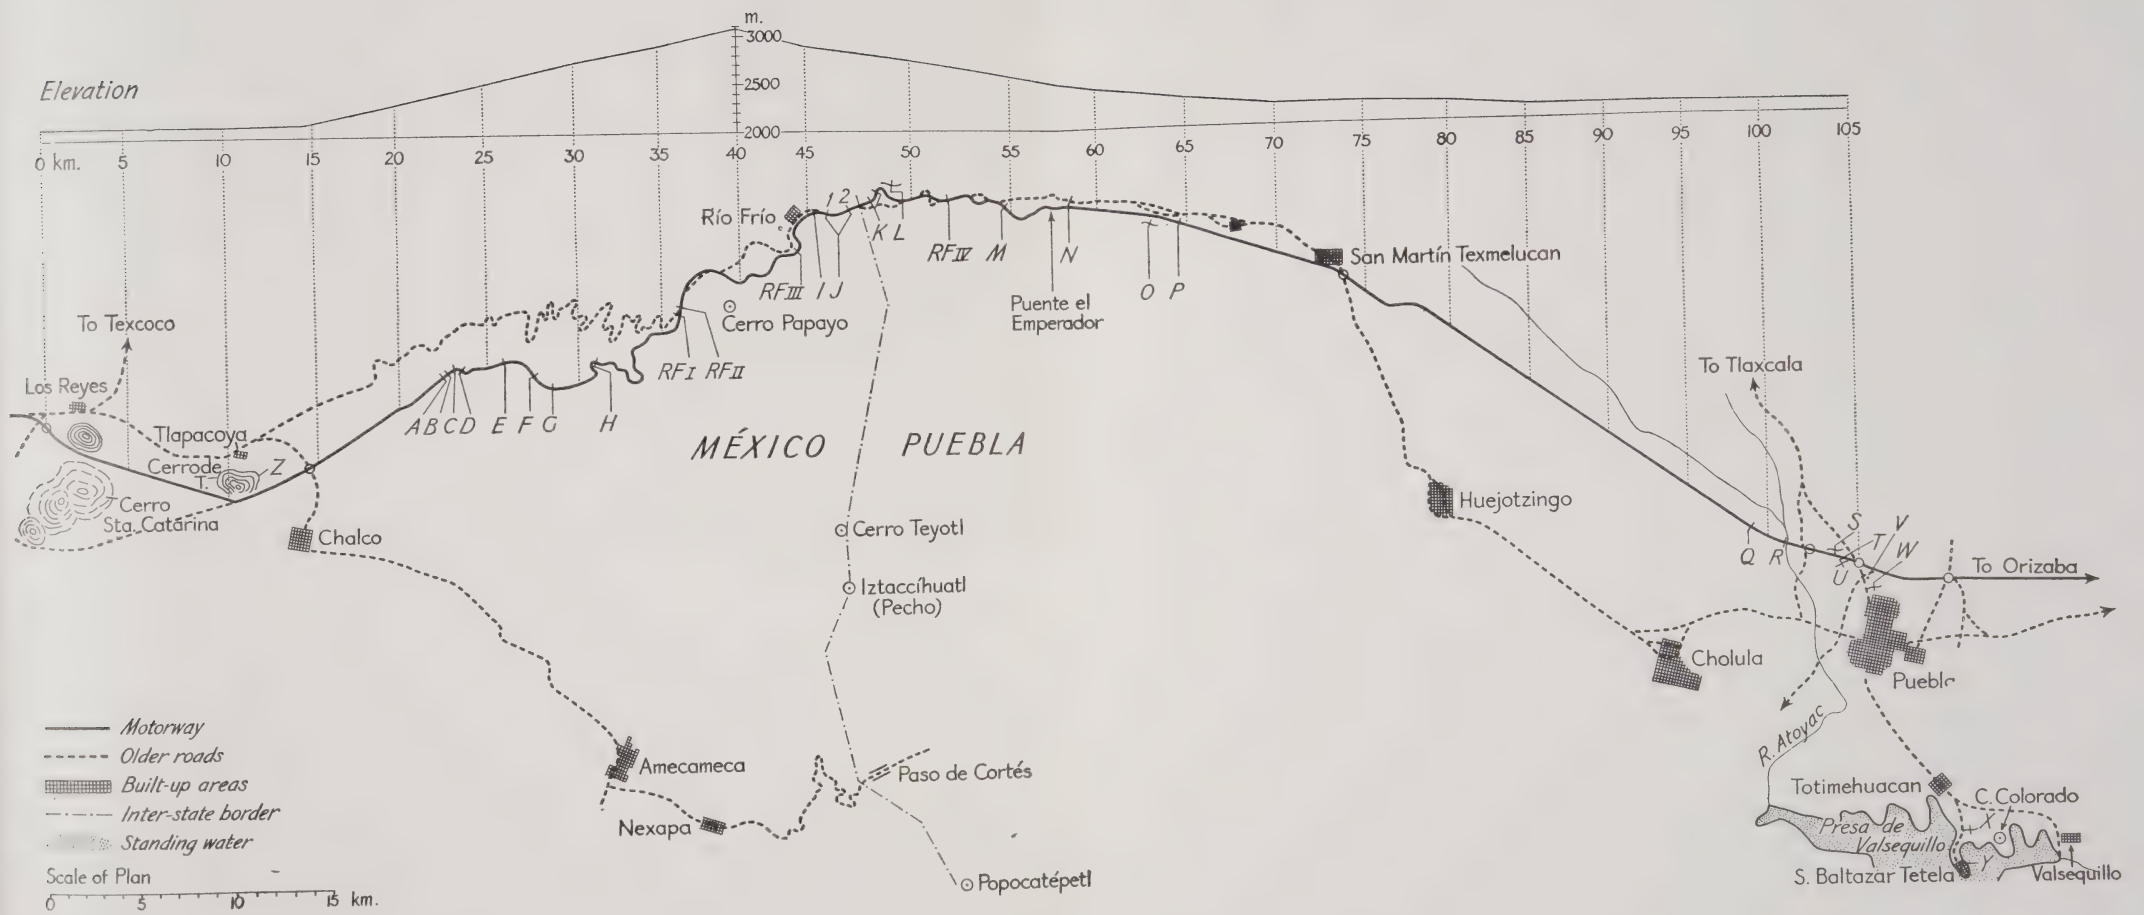 m.
3000
Elevation
2500
2000
0 km.
5
10
15
20
25
30
35
40
45
50
55
60
65
70
75
80
85
90
95
100
105
Río Frío
1
2
K
L
RFIV
M
N
RFIII
I
J
O
P
San Martín Texmelucan
Puente el
Emperador
Cerro Papayo
To Texcoco
RFI
RFII
To Tlaxcala
Los Reyes
A
B
C
D
E
F
G
H
Tlapacoya
MÉXICO
PUEBLA
Cerro de
T.
Z
Cerro
Sta. Catarina
Huejotzingo
Chalco
Cerro Teyotl
Q
R
S
T
U
V
W
To Orizaba
Iztaccíhuatl
(Pecho)
Cholula
Puebla
Motorway
Older roads
Built-up areas
Inter-state border
Standing water
R. Atoyac
Amecameca
Paso de Cortés
Nexapa
Totimehuacan
C. Colorado
Presa de
Valsequillo
X
Y
S. Baltazar Tetela
Valsequillo
Popocatépetl
Scale of Plan
0
5
10
15 km.